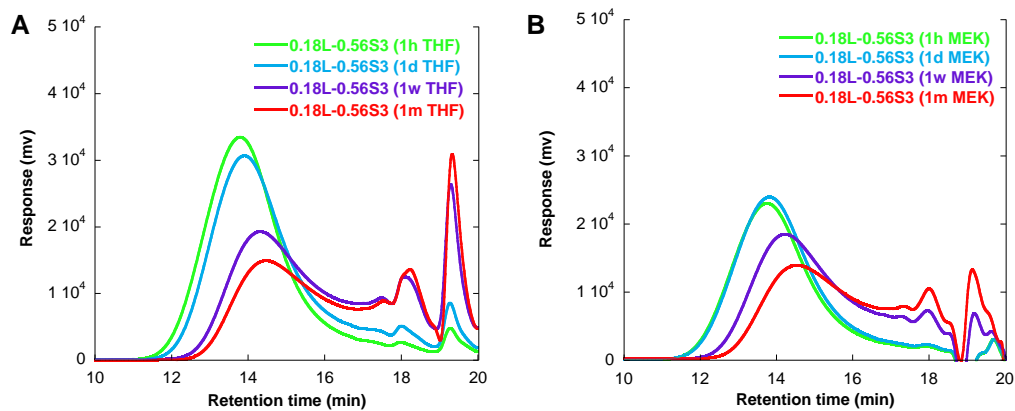 A
5 10⁴
4 10⁴
3 10⁴
2 10⁴
1 10⁴
0
Response (mv)
0.18L-0.56S3 (1h THF)
0.18L-0.56S3 (1d THF)
0.18L-0.56S3 (1w THF)
0.18L-0.56S3 (1m THF)
10 12 14 16 18 20
Retention time (min)
B
5 10⁴
4 10⁴
3 10⁴
2 10⁴
1 10⁴
0
Response (mv)
0.18L-0.56S3 (1h MEK)
0.18L-0.56S3 (1d MEK)
0.18L-0.56S3 (1w MEK)
0.18L-0.56S3 (1m MEK)
10 12 14 16 18 20
Retention time (min)